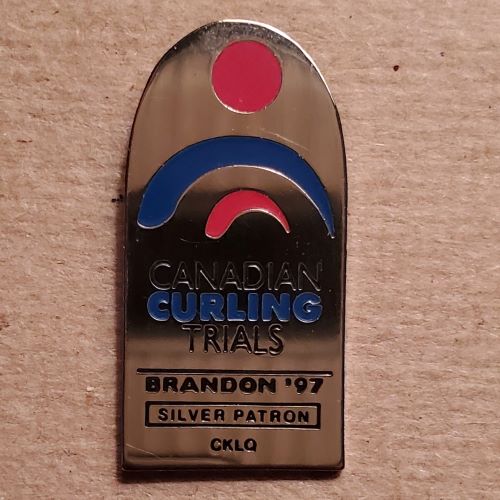 CANADIAN
CURLING
TRIALS
BRANDON '97
SILVER PATRON
CKLQ